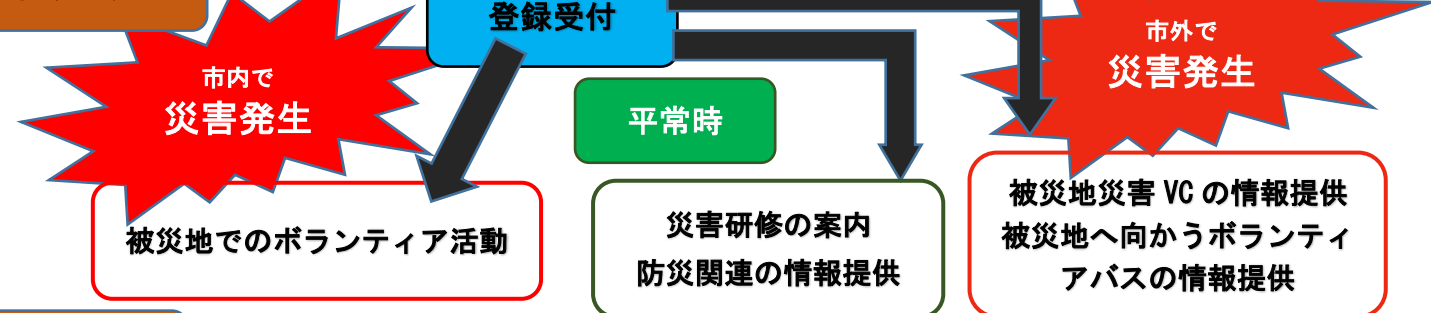 登録受付
市内で
災害発生
平常時
市外で
災害発生
被災地でのボランティア活動
災害研修の案内
防災関連の情報提供
被災地災害 VC の情報提供
被災地へ向かうボランティ
アバスの情報提供